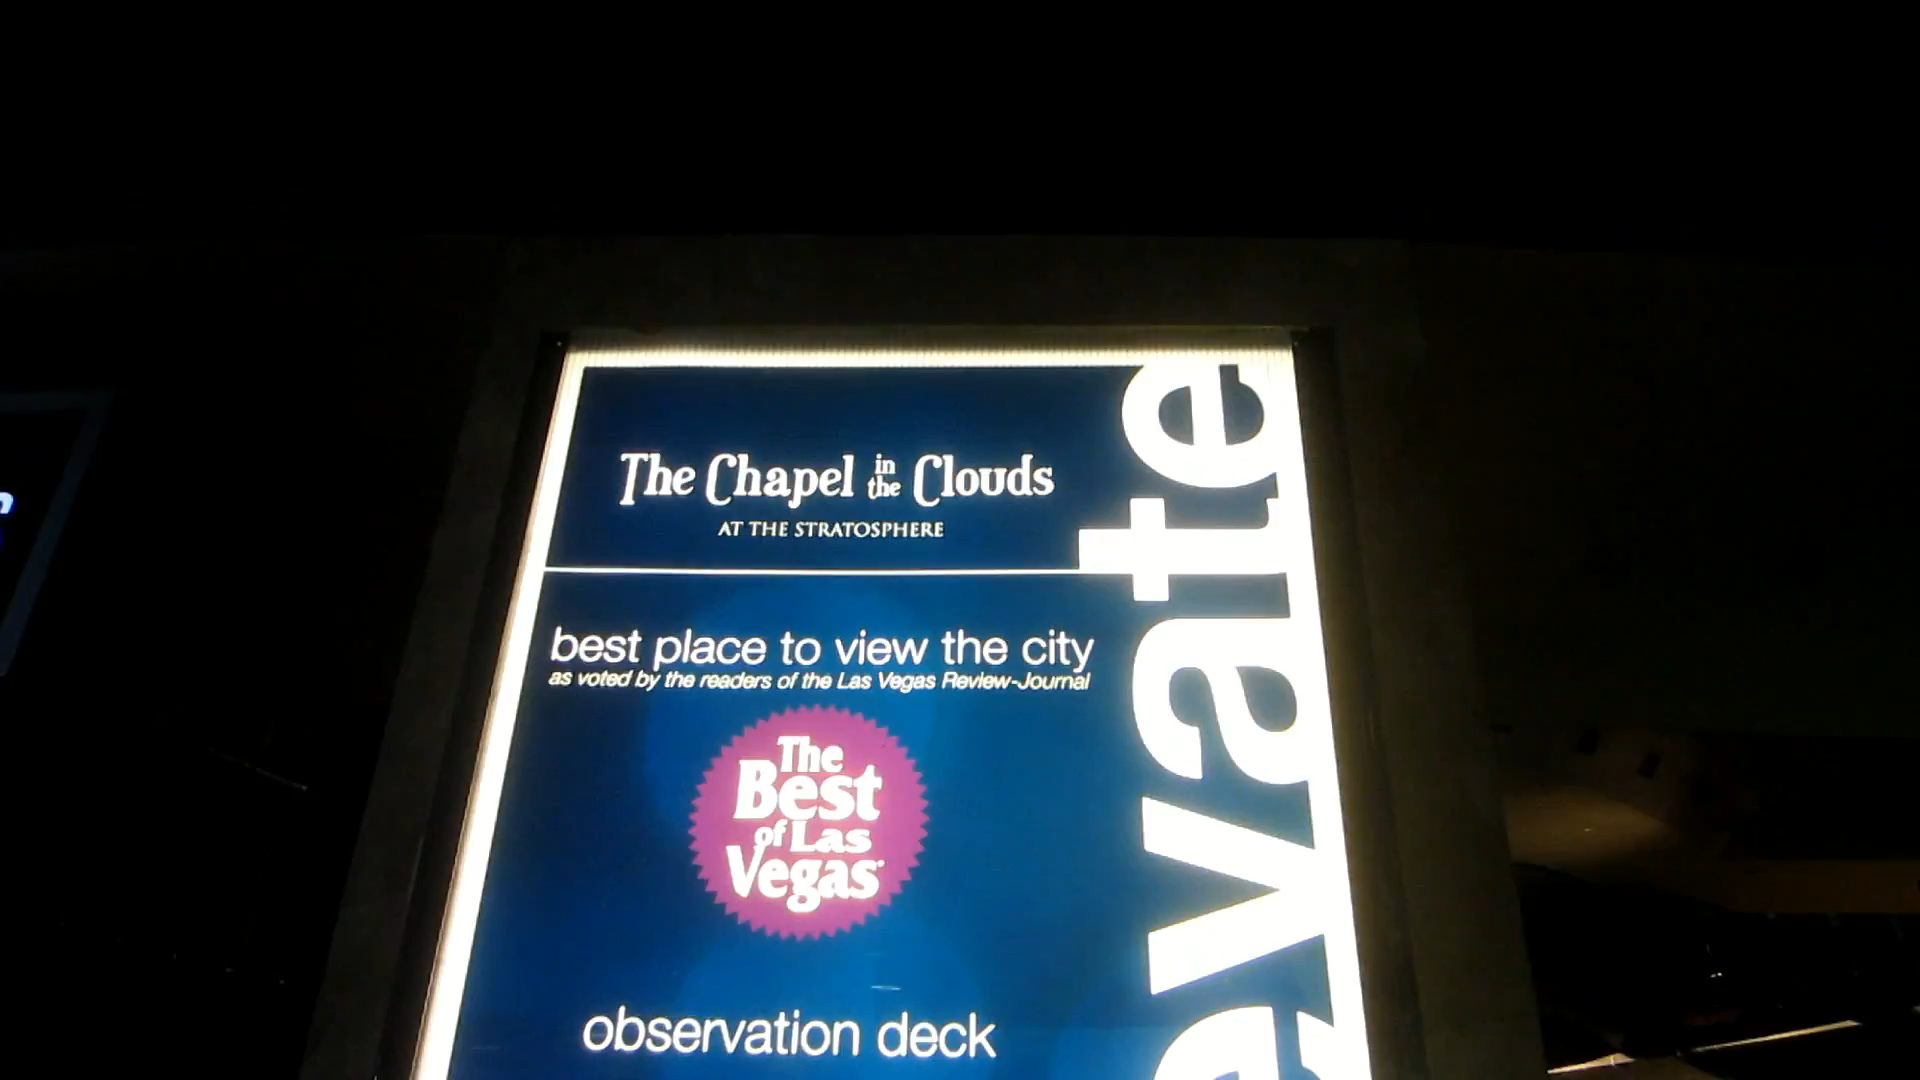 The Chapel in the Clouds
AT THE STRATOSPHERE
best place to view the city
as voted by the readers of the Las Vegas Review-Journal
The
Best
of Las
Vegas
observation deck
evate